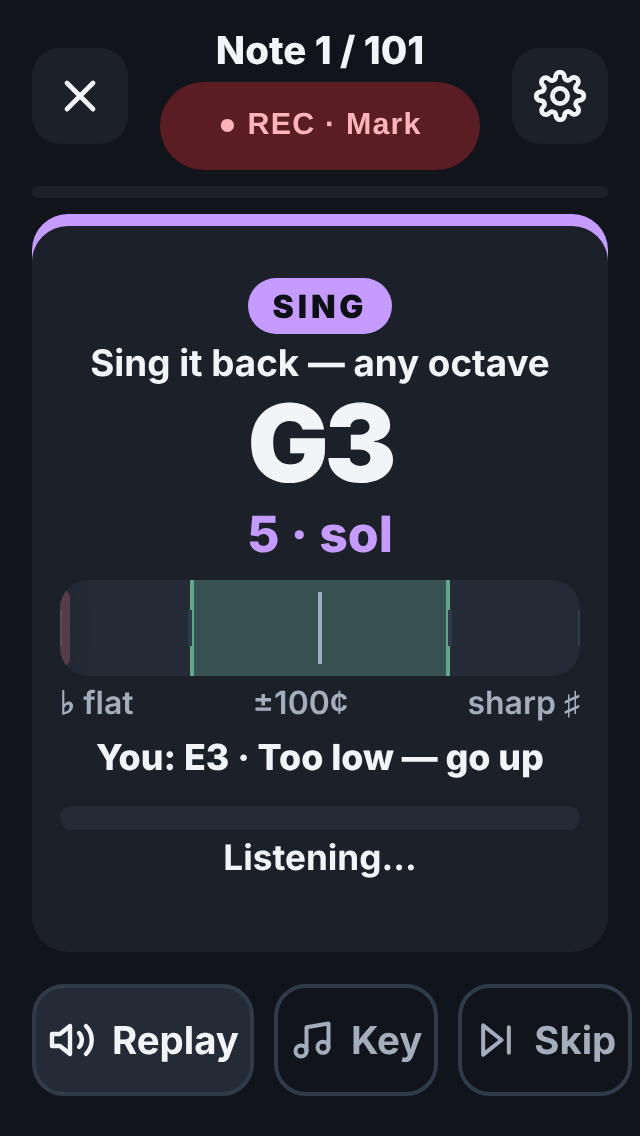 Note 1 / 101
● REC · Mark
SING
Sing it back — any octave
G3
5 · sol
♭ flat ±100¢ sharp ♯
You: E3 · Too low — go up
Listening...
Replay Key Skip